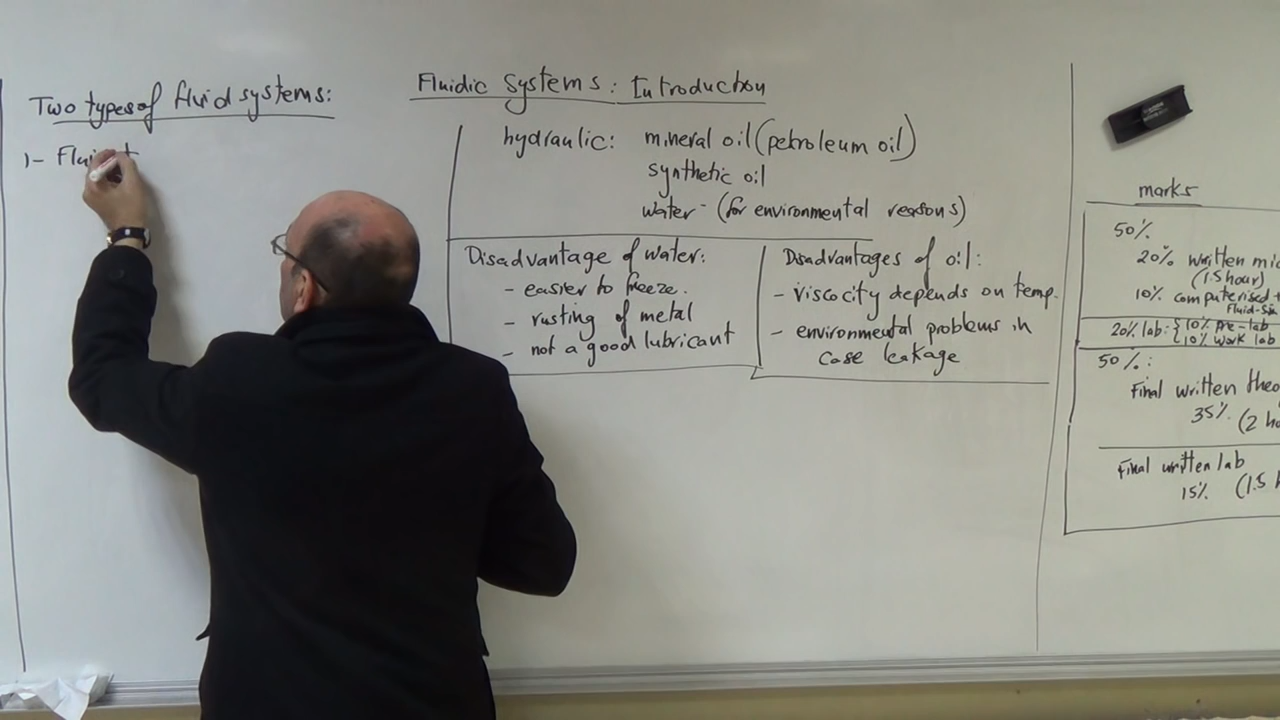 Two types of fluid systems:
1- Fluid t
Fluidic Systems: Introduction
hydraulic: mineral oil (petroleum oil)
synthetic oil
water - (for environmental reasons)
Disadvantage of water:
- easier to freeze.
- rusting of metal
- not a good lubricant
Disadvantages of oil:
- viscocity depends on temp.
- environmental problems in
case leakage
marks
50%
20% written mid
(1.5 hour)
10% computerised t
Fluid-Sim
20% lab: { 10% pre-lab
10% work lab
50%:
Final written theo
35% (2 ho
Final written lab
15% (1.5 h